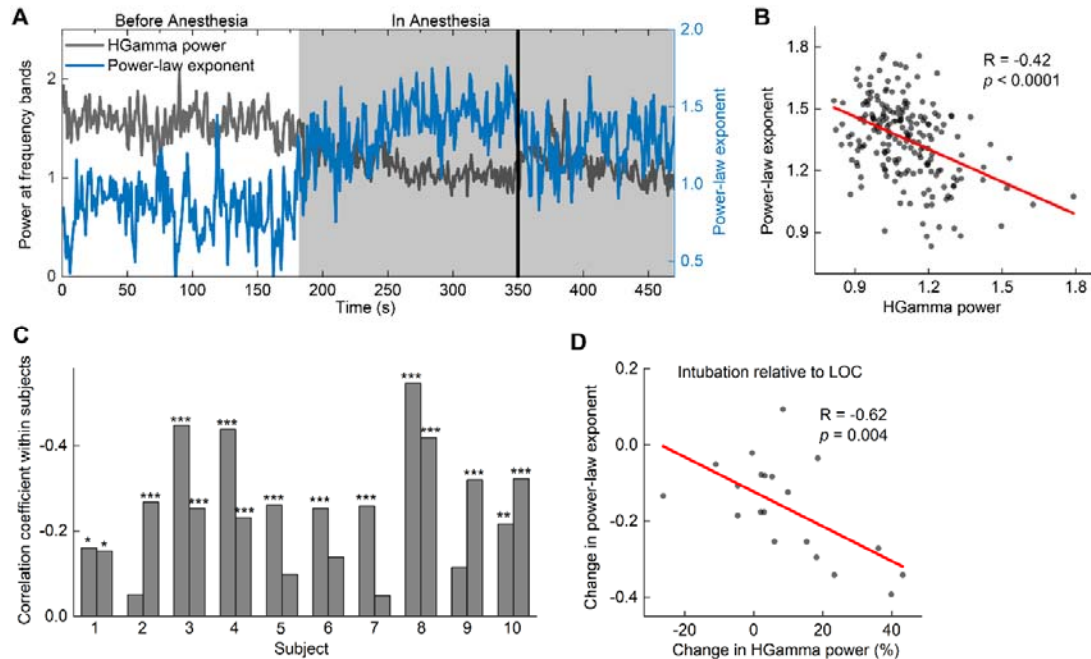 A
Before Anesthesia
In Anesthesia
HGamma power
Power-law exponent
Power at frequency bands
2
1
0
2.0
1.5
1.0
0.5
Power-law exponent
0 50 100 150 200 250 300 350 400 450
Time (s)
B
R = -0.42
p < 0.0001
Power-law exponent
1.8
1.5
1.2
0.9
0.9 1.2 1.5 1.8
HGamma power
C
Correlation coefficient within subjects
-0.4
-0.2
0.0
* * *** *** *** *** *** *** *** *** *** *** *** ** ***
1 2 3 4 5 6 7 8 9 10
Subject
D
Intubation relative to LOC
R = -0.62
p = 0.004
Change in power-law exponent
0.2
0.0
-0.2
-0.4
-20 0 20 40
Change in HGamma power (%)